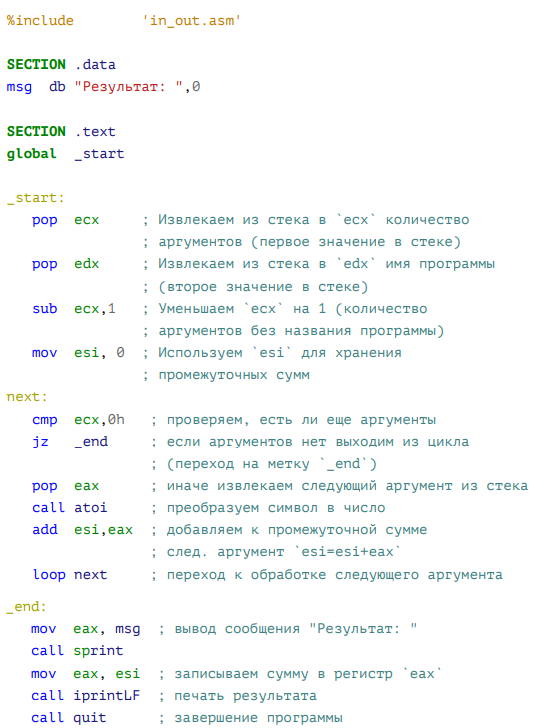 %include 'in_out.asm'
SECTION .data
msg db "Результат: ",0
SECTION .text
global _start
_start:
pop ecx ; Извлекаем из стека в `ecx` количество
; аргументов (первое значение в стеке)
pop edx ; Извлекаем из стека в `edx` имя программы
; (второе значение в стеке)
sub ecx,1 ; Уменьшаем `ecx` на 1 (количество
; аргументов без названия программы)
mov esi, 0 ; Используем `esi` для хранения
; промежуточных сумм
next:
cmp ecx,0h ; проверяем, есть ли еще аргументы
jz _end ; если аргументов нет выходим из цикла
; (переход на метку `_end`)
pop eax ; иначе извлекаем следующий аргумент из стека
call atoi ; преобразуем символ в число
add esi,eax ; добавляем к промежуточной сумме
; след. аргумент `esi=esi+eax`
loop next ; переход к обработке следующего аргумента
_end:
mov eax, msg ; вывод сообщения "Результат: "
call sprint
mov eax, esi ; записываем сумму в регистр `eax`
call iprintLF ; печать результата
call quit ; завершение программы